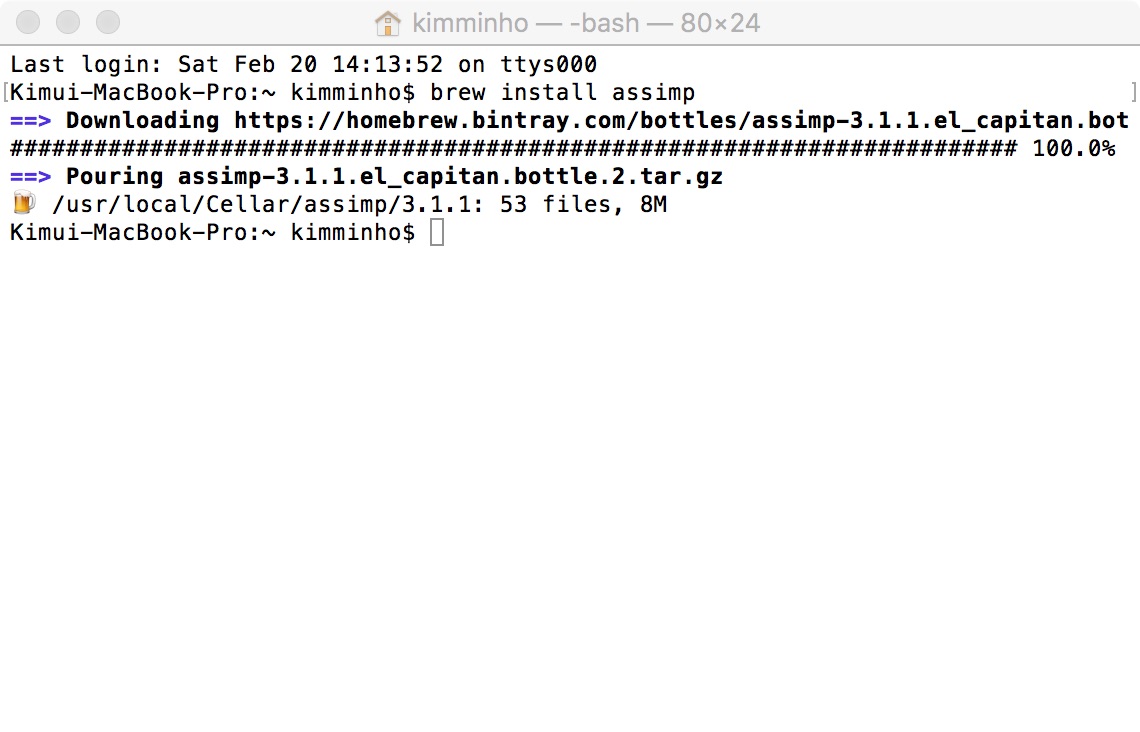 kimminho — -bash — 80×24
Last login: Sat Feb 20 14:13:52 on ttys000
[Kimui-MacBook-Pro:~ kimminho$ brew install assimp ]
==> Downloading https://homebrew.bintray.com/bottles/assimp-3.1.1.el_capitan.bot
######################################################################## 100.0%
==> Pouring assimp-3.1.1.el_capitan.bottle.2.tar.gz
🍺 /usr/local/Cellar/assimp/3.1.1: 53 files, 8M
Kimui-MacBook-Pro:~ kimminho$